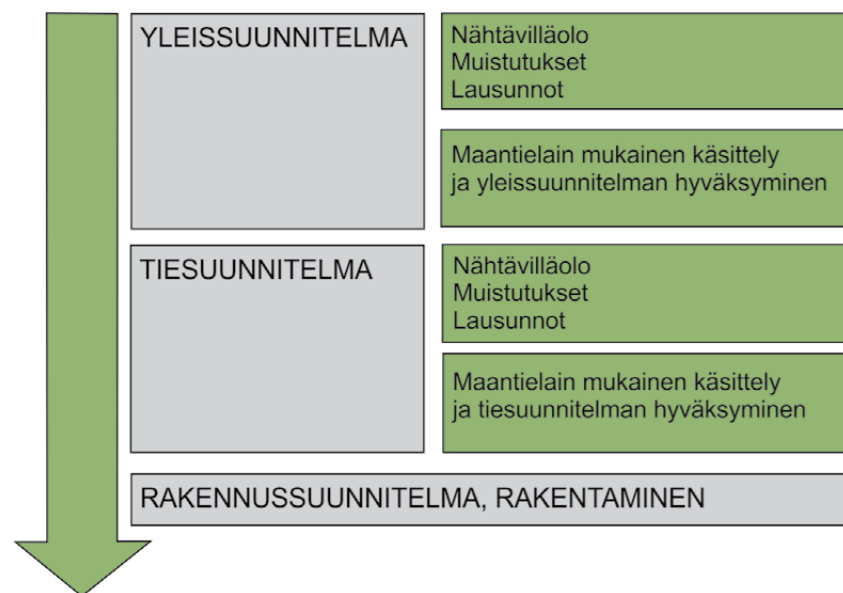 YLEISSUUNNITELMA
Nähtävilläolo
Muistutukset
Lausunnot
Maantielain mukainen käsittely
ja yleissuunnitelman hyväksyminen
TIESUUNNITELMA
Nähtävilläolo
Muistutukset
Lausunnot
Maantielain mukainen käsittely
ja tiesuunnitelman hyväksyminen
RAKENNUSSUUNNITELMA, RAKENTAMINEN